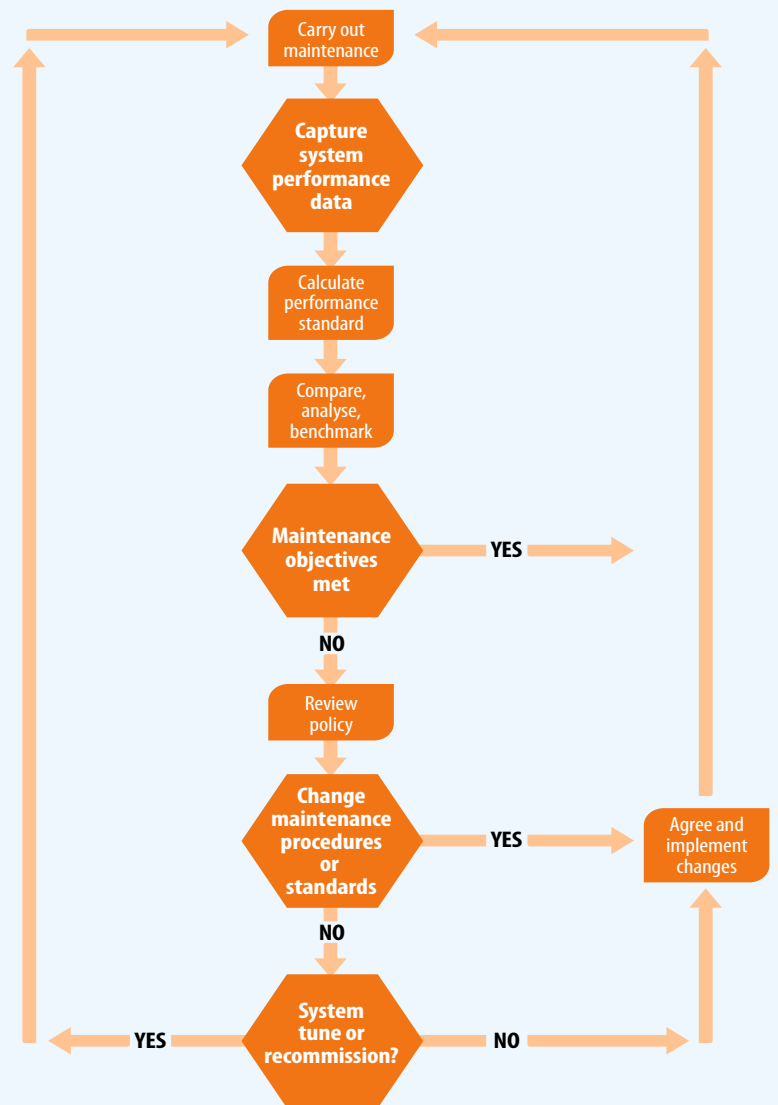 Carry out
maintenance
Capture
system
performance
data
Calculate
performance
standard
Compare,
analyse,
benchmark
Maintenance
objectives
met
YES
NO
Review
policy
Change
maintenance
procedures
or
standards
YES
Agree and
implement
changes
NO
System
tune or
recommission?
YES
NO